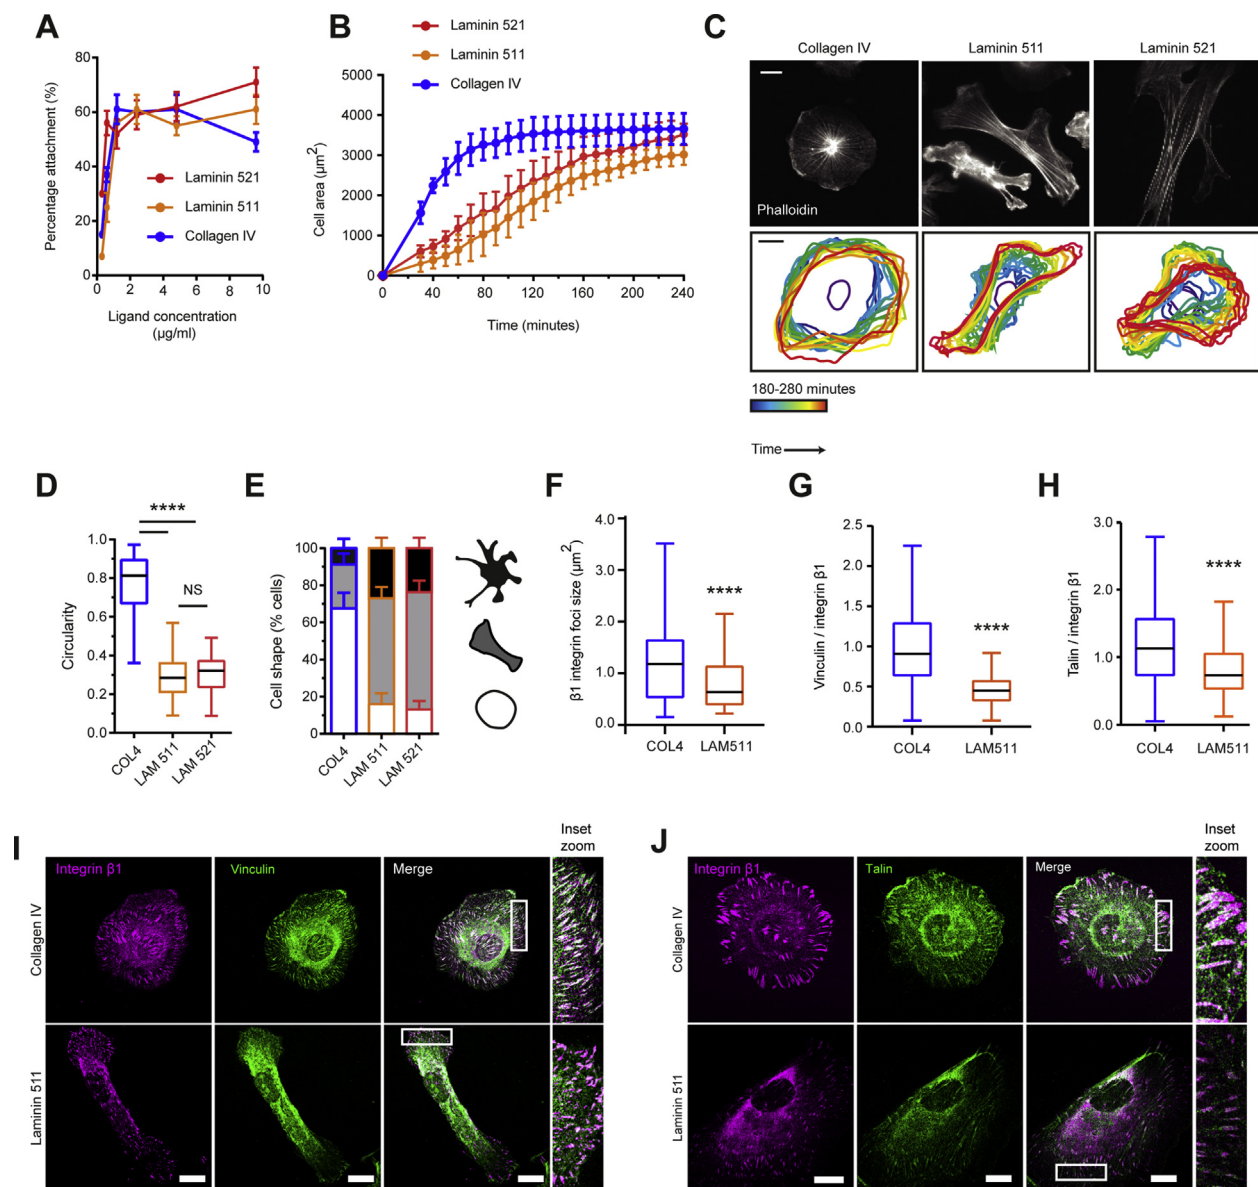 A
80
60
40
20
0
Percentage attachment (%)
Laminin 521
Laminin 511
Collagen IV
0 2 4 6 8 10
Ligand concentration
(µg/ml)
B
Laminin 521
Laminin 511
Collagen IV
5000
4000
3000
2000
1000
0
Cell area (µm²)
0 40 80 120 160 200 240
Time (minutes)
C
Collagen IV Laminin 511 Laminin 521
Phalloidin
180-280 minutes
Time
D
****
NS
1.0
0.8
0.6
0.4
0.2
0.0
Circularity
COL4 LAM 511 LAM 521
E
100
80
60
40
20
0
Cell shape (% cells)
COL4 LAM 511 LAM 521
F
4.0
3.0
2.0
1.0
0.0
β1 integrin foci size (µm²)
****
COL4 LAM511
G
2.5
2.0
1.5
1.0
0.5
0.0
Vinculin / integrin β1
****
COL4 LAM511
H
3.0
2.0
1.0
0.0
Talin / integrin β1
****
COL4 LAM511
I
Integrin β1 Vinculin Merge
Inset
zoom
Collagen IV
Laminin 511
J
Integrin β1 Talin Merge
Inset
zoom
Collagen IV
Laminin 511